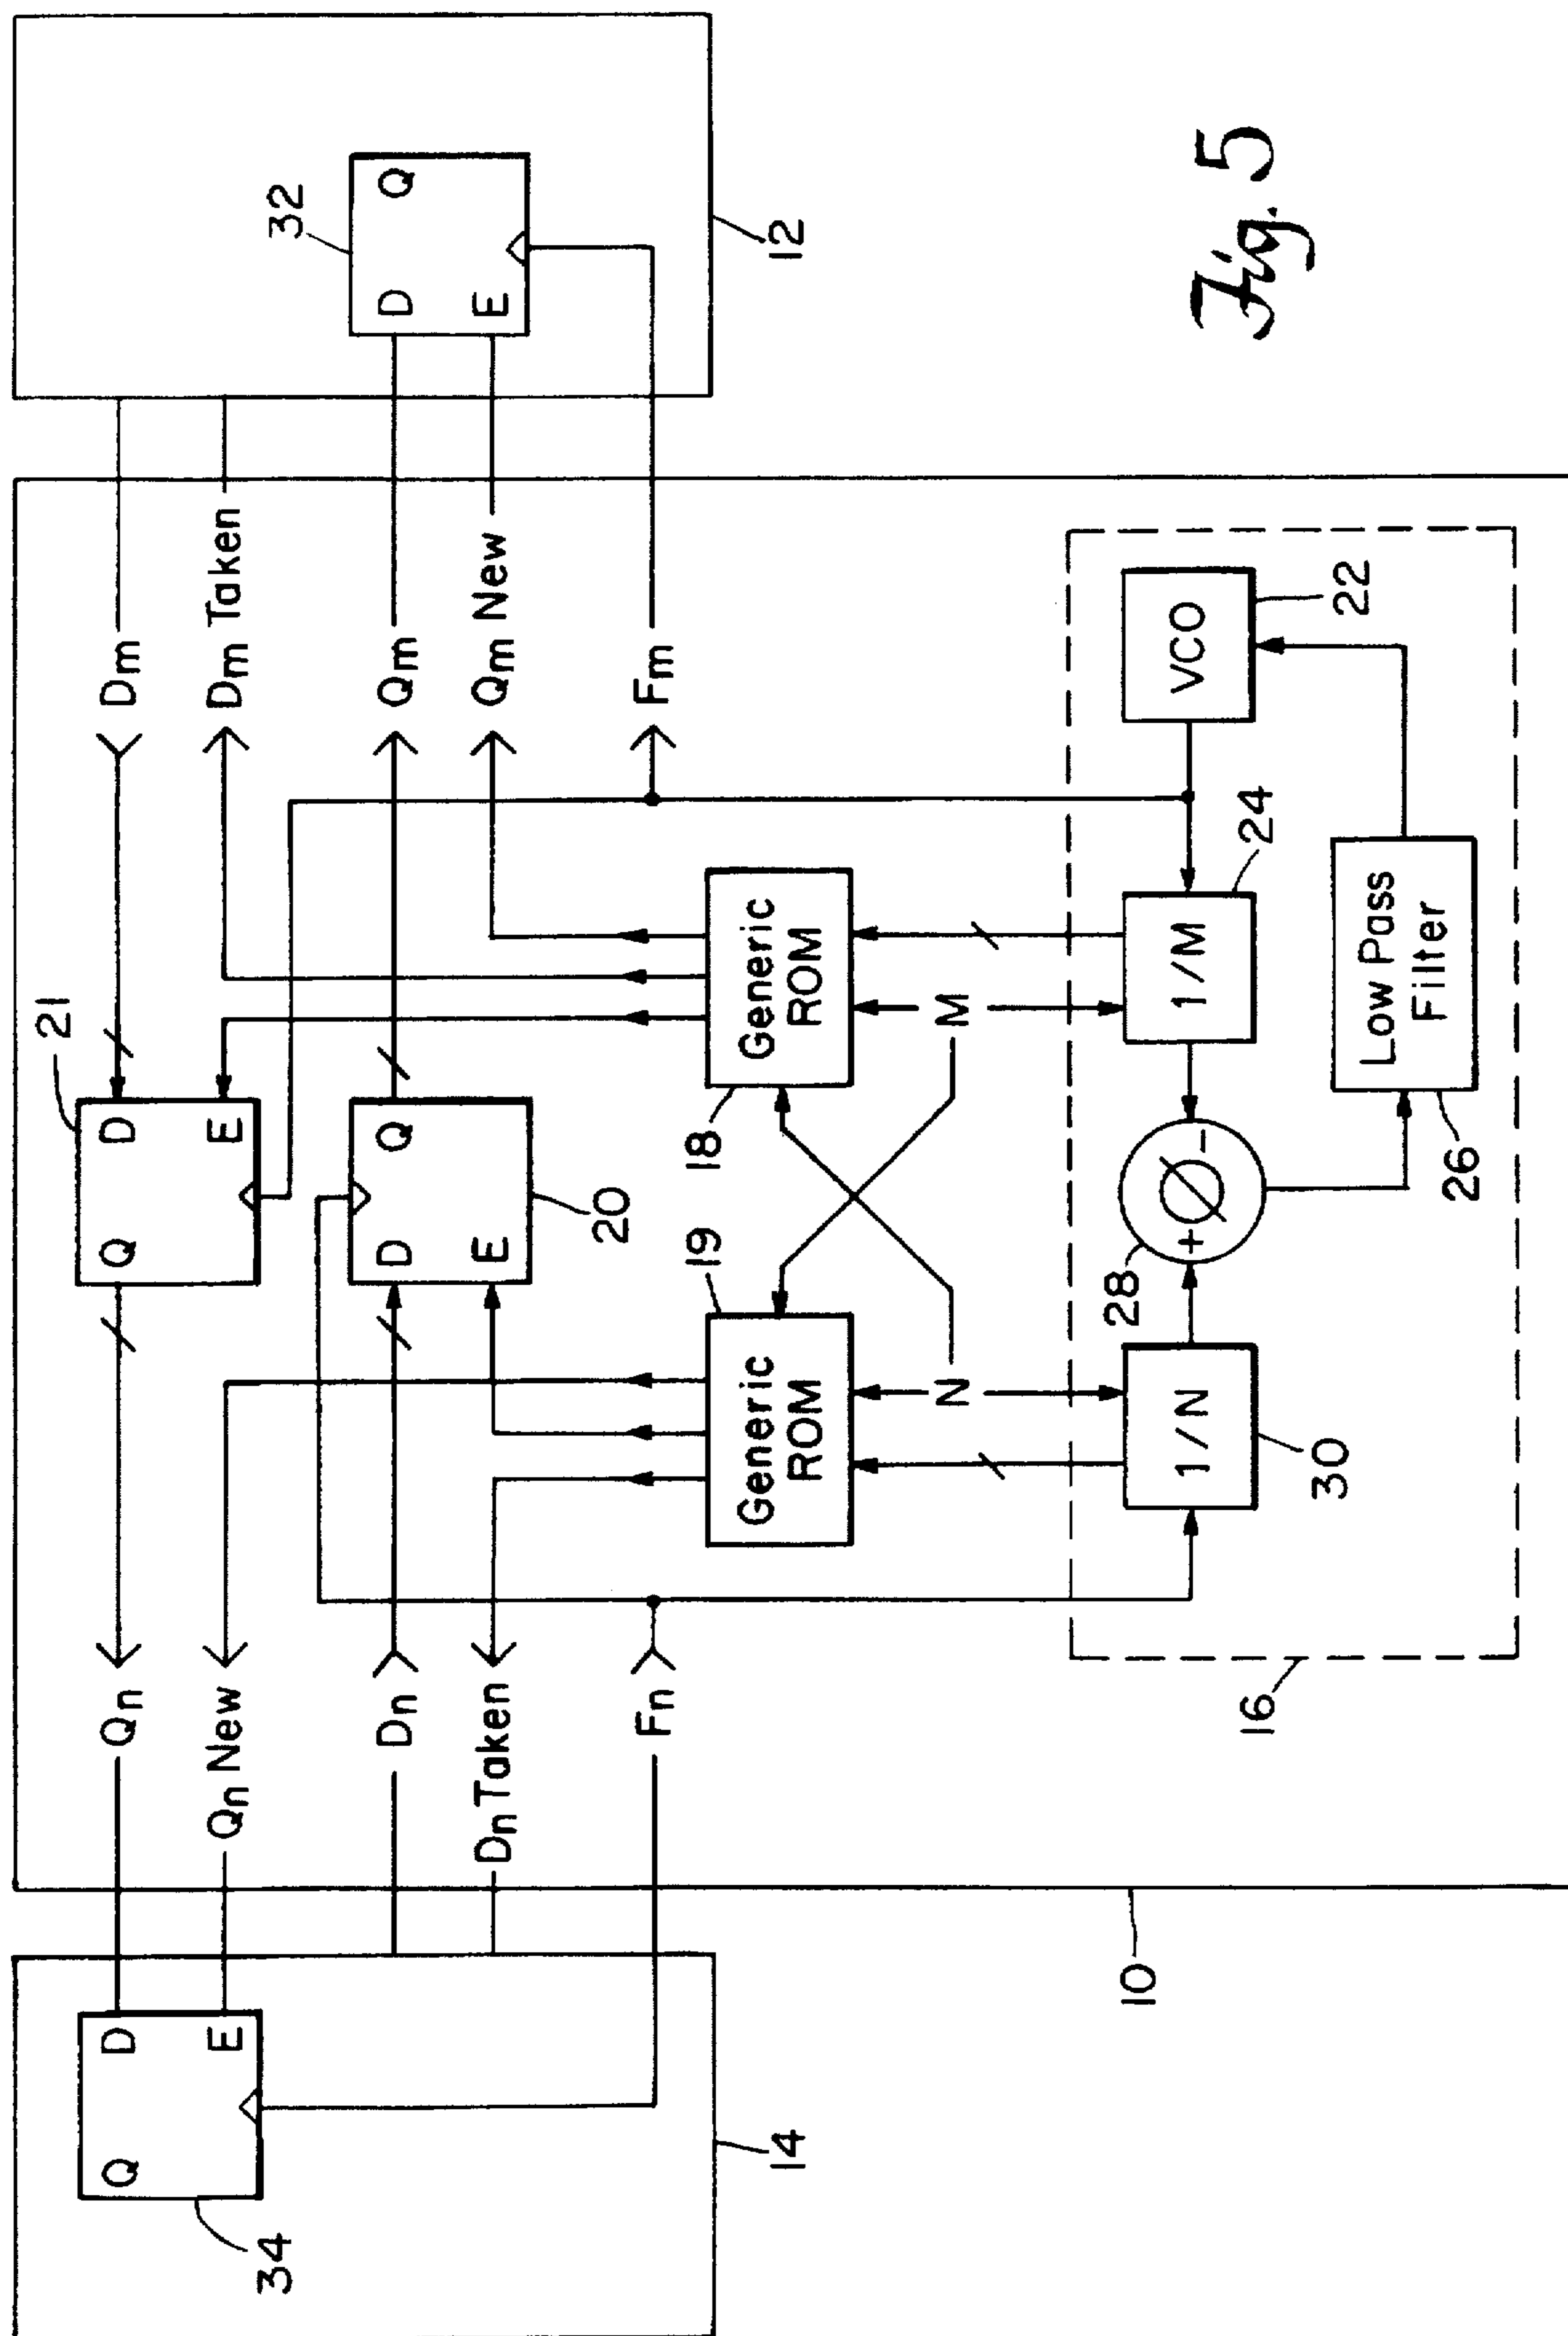 34
Q
D
E
14
Qn
Qn New
Dn
Dn Taken
Fn
10
21
Q
D
E
D
Q
E
20
Dm
Dm Taken
Qm
Qm New
Fm
32
D
Q
E
12
19
Generic
ROM
18
Generic
ROM
N
M
16
1/N
30
28
+
Ø
-
1/M
24
VCO
22
Low Pass
Filter
26
Fig. 5